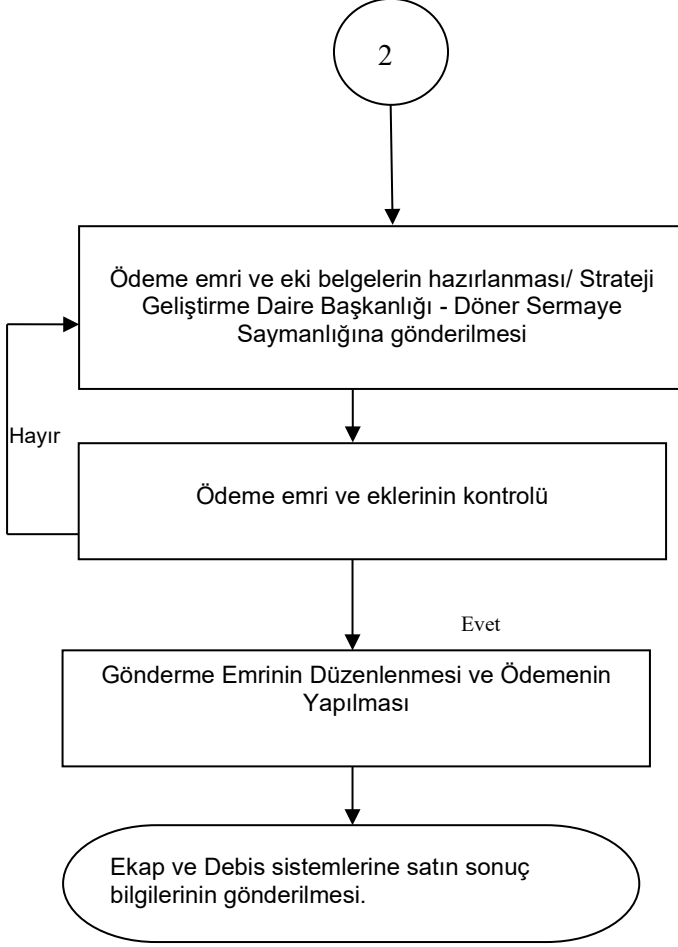 2
Ödeme emri ve eki belgelerin hazırlanması/ Strateji
Geliştirme Daire Başkanlığı - Döner Sermaye
Saymanlığına gönderilmesi
Hayır
Ödeme emri ve eklerinin kontrolü
Evet
Gönderme Emrinin Düzenlenmesi ve Ödemenin
Yapılması
Ekap ve Debis sistemlerine satın sonuç
bilgilerinin gönderilmesi.